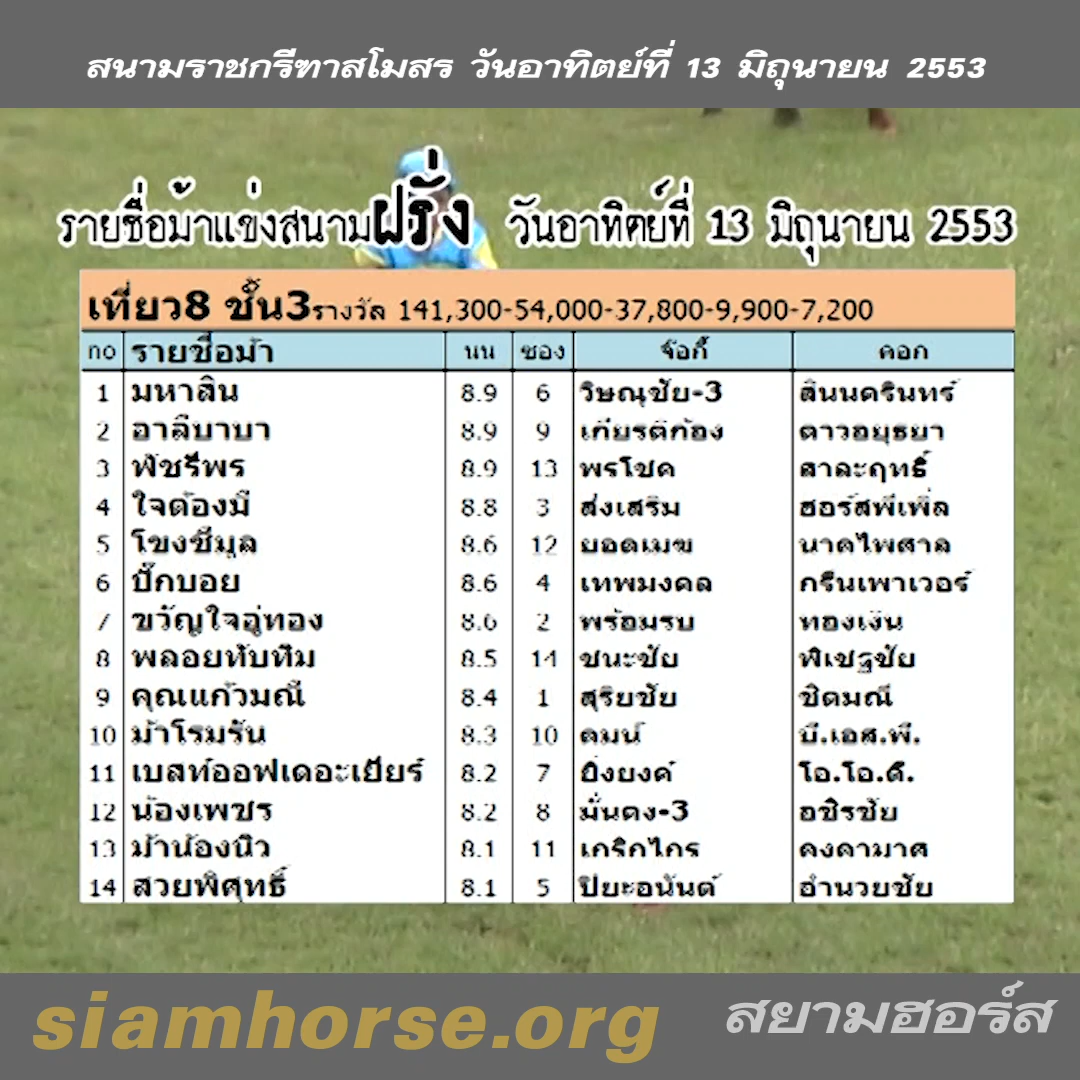 สนามราชกรีฑาสโมสร วันอาทิตย์ที่ 13 มิถุนายน 2553
รายชื่อม้าแข่งสนามฝรั่ง วันอาทิตย์ที่ 13 มิถุนายน 2553
เที่ยว8 ชั้น3รางวัล 141,300-54,000-37,800-9,900-7,200
no รายชื่อม้า นน ซอง จ๊อกกี้ คอก
1 มหาสิน 8.9 6 วิษณุชัย-3 สินนครินทร์
2 อาลีบาบา 8.9 9 เกียรติก้อง ดาวอยุธยา
3 พัชรีพร 8.9 13 พรโชค สาละฤทธิ์
4 ใจต้องมี 8.8 3 ส่งเสริม ฮอร์สพีเพิ่ล
5 โขงชีมูล 8.6 12 ยอดเมฆ นาคไพศาล
6 บิ๊กบอย 8.6 4 เทพมงคล กรีนเพาเวอร์
7 ขวัญใจอู่ทอง 8.6 2 พร้อมรบ ทองเงิน
8 พลอยทับทิม 8.5 14 ชนะชัย พิเชฐชัย
9 คุณแก้วมณี 8.4 1 สุริยชัย ชิตมณี
10 ม้าโรมรัน 8.3 10 คมน์ บี.เอส.พี.
11 เบสท์ออฟเดอะเยียร์ 8.2 7 ยิ่งยงค์ โอ.โอ.ดี.
12 น้องเพชร 8.2 8 มั่นคง-3 อชิรชัย
13 ม้าน้องนิว 8.1 11 เกริกไกร คงคามาศ
14 สวยพิศุทธิ์ 8.1 5 ปิยะอนันต์ อำนวยชัย
siamhorse.org สยามฮอร์ส